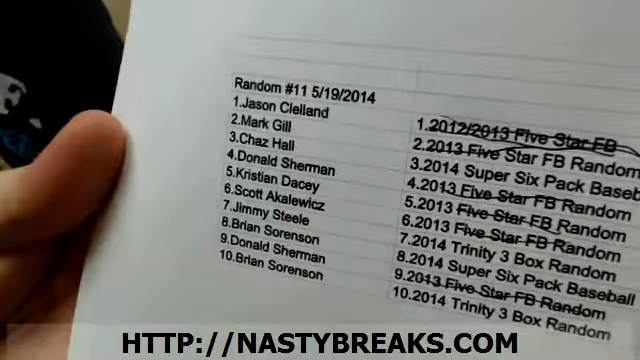 Random #11 5/19/2014
1.Jason Clelland
2.Mark Gill
3.Chaz Hall
4.Donald Sherman
5.Kristian Dacey
6.Scott Akalewicz
7.Jimmy Steele
8.Brian Sorenson
9.Donald Sherman
10.Brian Sorenson
1.2012/2013 Five Star FB
2.2013 Five Star FB Random
3.2014 Super Six Pack Baseb
4.2013 Five Star FB Random
5.2013 Five Star FB Random
6.2013 Five Star FB Random
7.2014 Trinity 3 Box Random
8.2014 Super Six Pack Baseball
9.2013 Five Star FB Random
10.2014 Trinity 3 Box Random
HTTP://NASTYBREAKS.COM